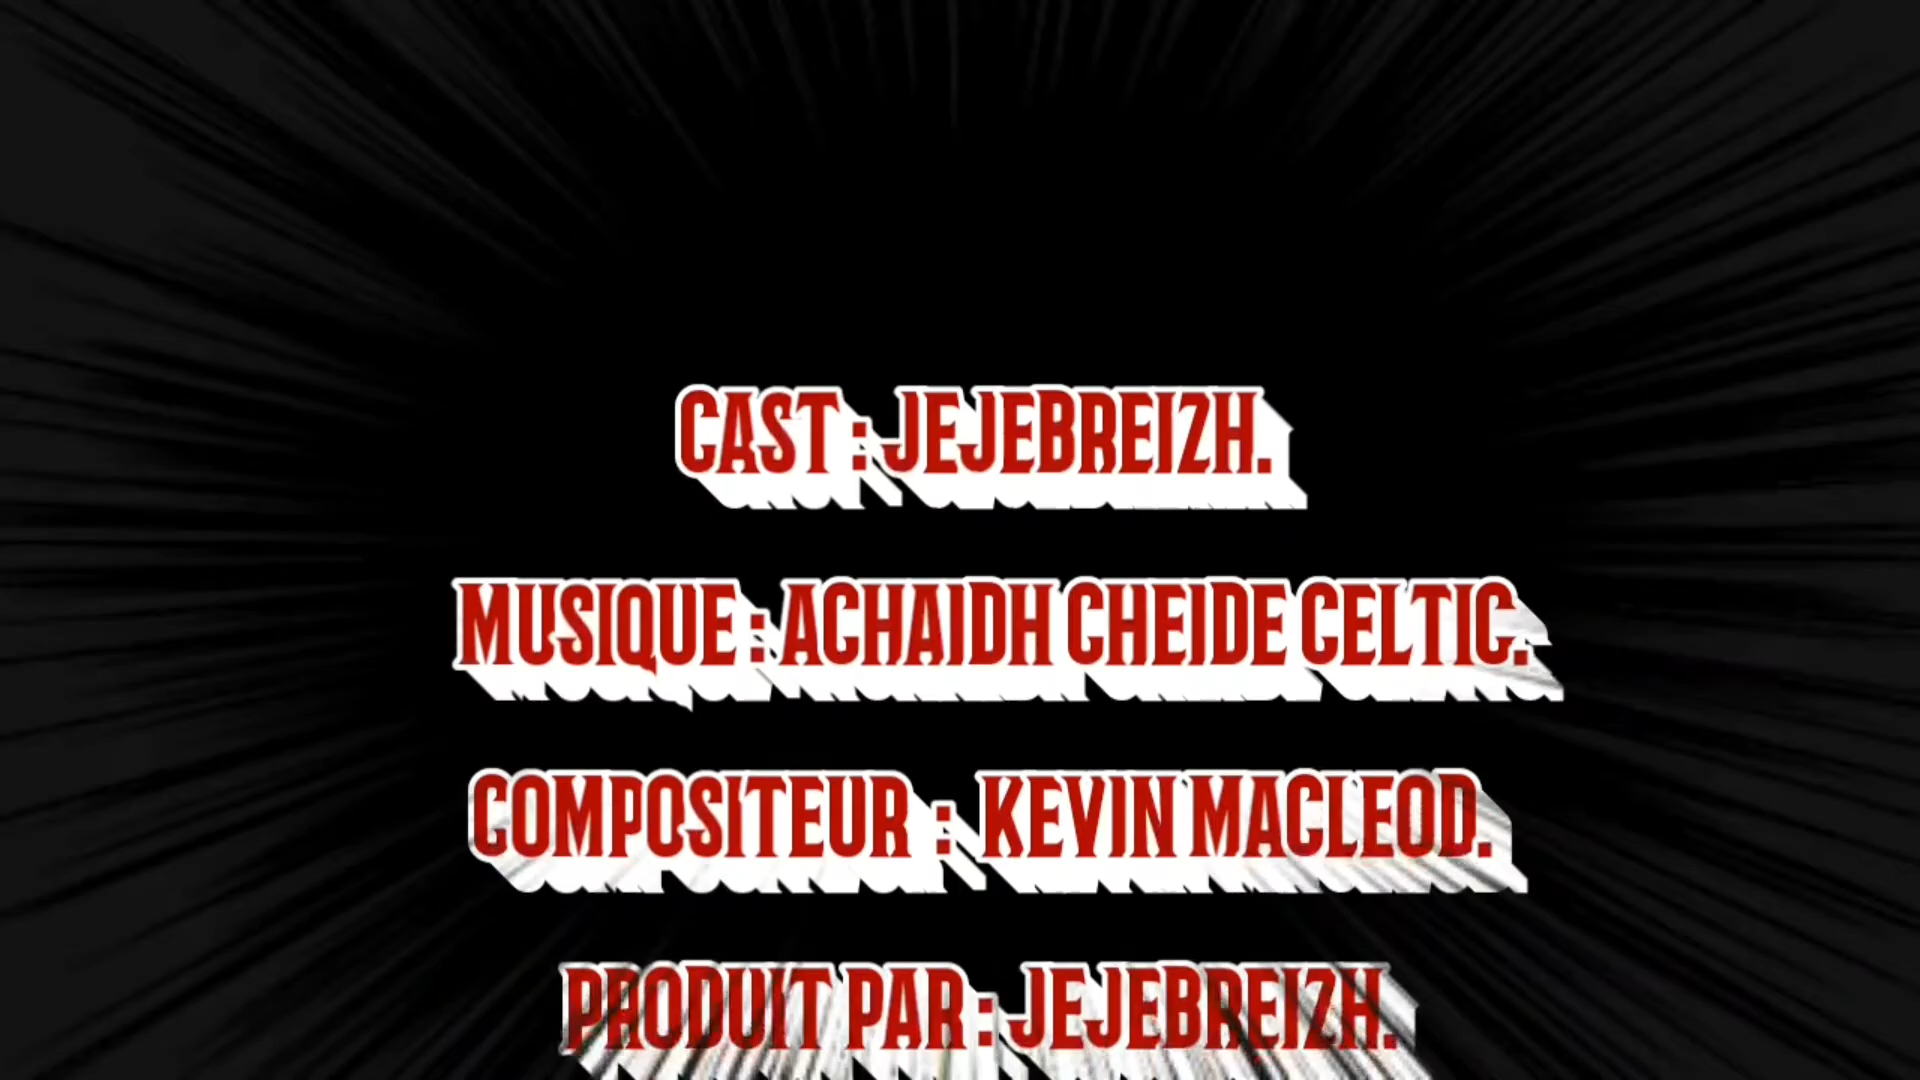 CAST : JEJEBREIZH.
MUSIQUE : ACHAIDH CHEIDE CELTIC.
COMPOSITEUR : KEVIN MACLEOD.
PRODUIT PAR : JEJEBREIZH.